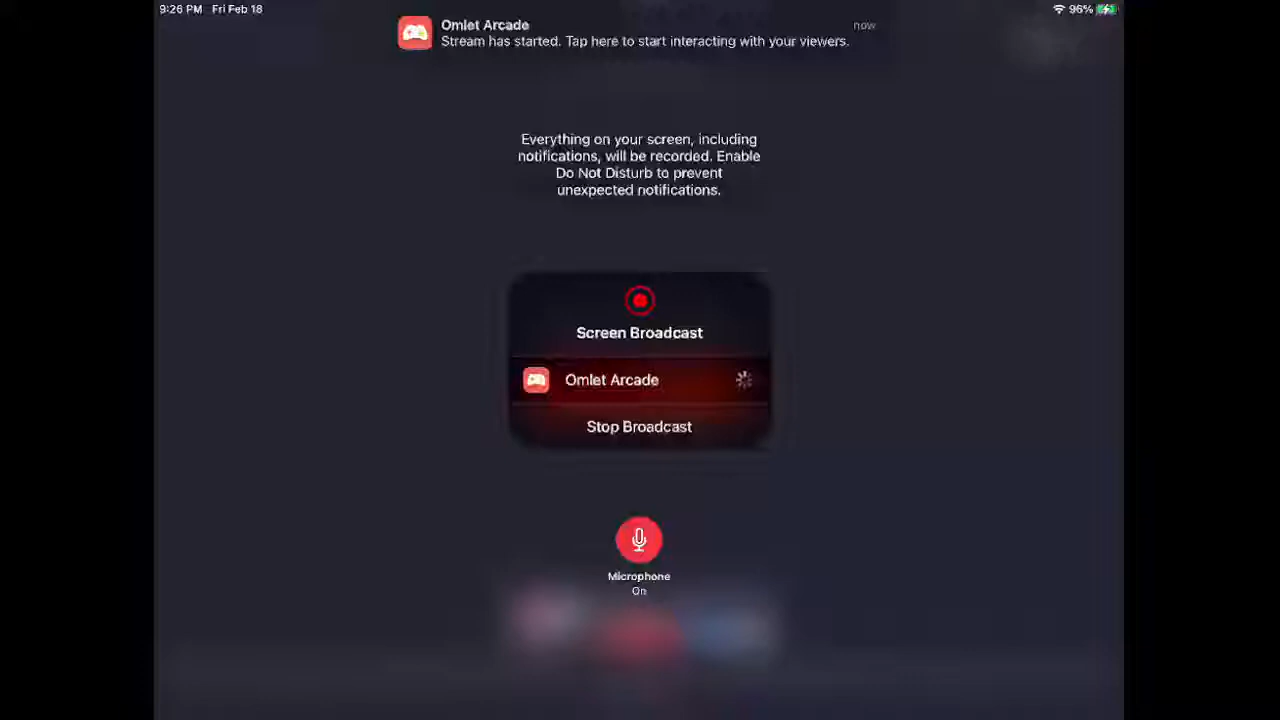 9:26 PM Fri Feb 18
96%
Omlet Arcade
now
Stream has started. Tap here to start interacting with your viewers.
Everything on your screen, including
notifications, will be recorded. Enable
Do Not Disturb to prevent
unexpected notifications.
Screen Broadcast
Omlet Arcade
Stop Broadcast
Microphone
On